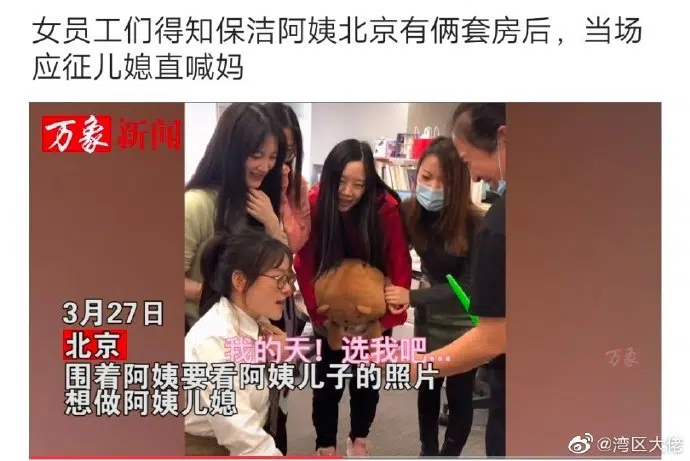 女员工们得知保洁阿姨北京有俩套房后，当场
应征儿媳直喊妈
万象新闻
3月27日
北京
我的天！选我吧...
围着阿姨要看阿姨儿子的照片
想做阿姨儿媳
万象
@湾区大佬